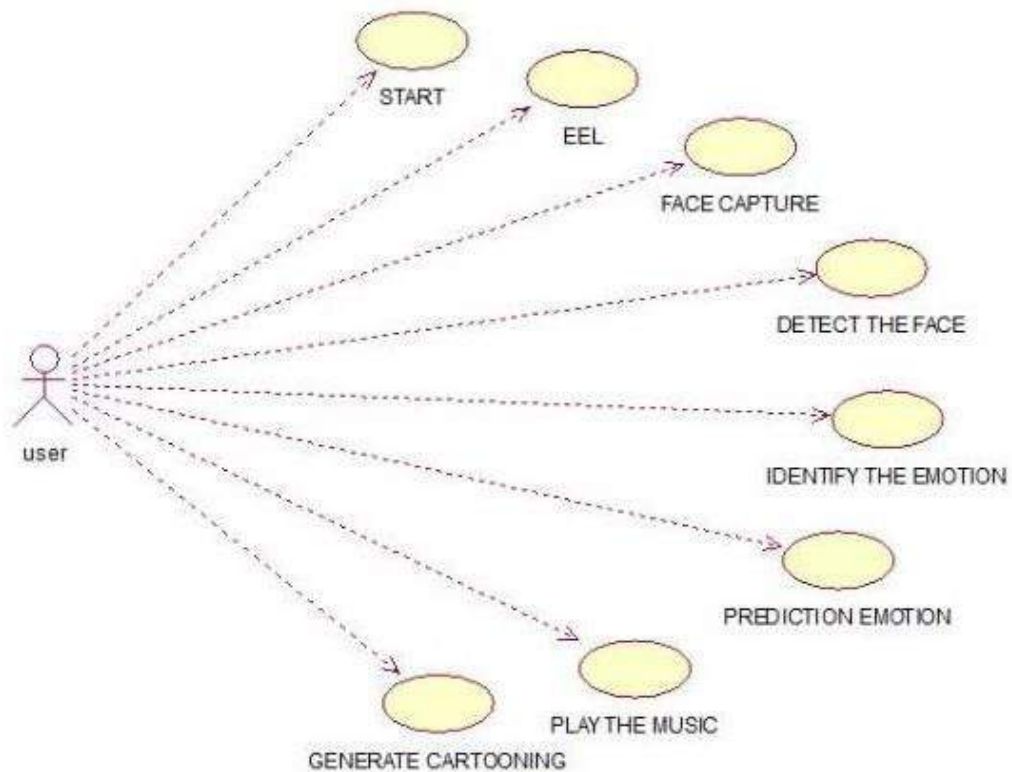 START
EEL
FACE CAPTURE
DETECT THE FACE
user
IDENTIFY THE EMOTION
PREDICTION EMOTION
PLAY THE MUSIC
GENERATE CARTOONING